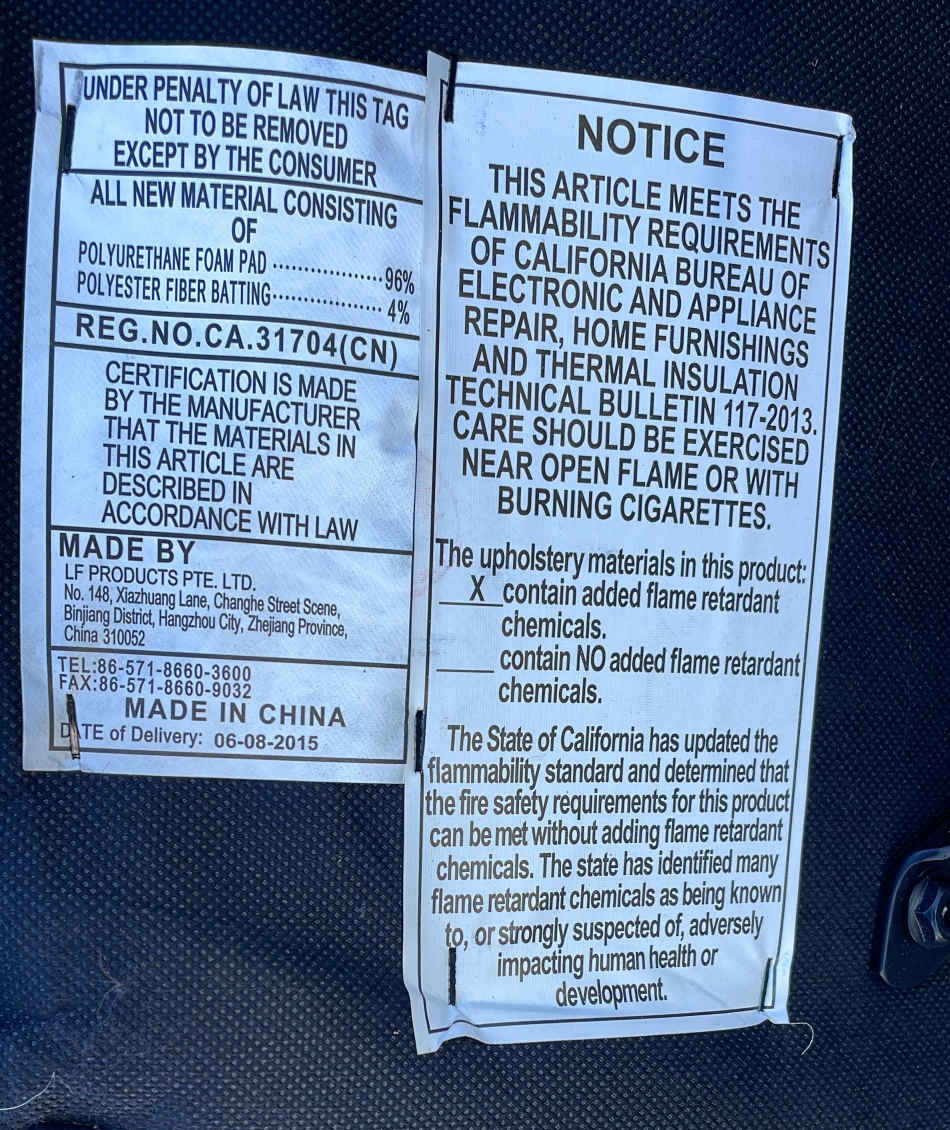 UNDER PENALTY OF LAW THIS TAG
NOT TO BE REMOVED
EXCEPT BY THE CONSUMER
ALL NEW MATERIAL CONSISTING
OF
POLYURETHANE FOAM PAD ..................96%
POLYESTER FIBER BATTING.................. 4%
REG.NO.CA.31704(CN)
CERTIFICATION IS MADE
BY THE MANUFACTURER
THAT THE MATERIALS IN
THIS ARTICLE ARE
DESCRIBED IN
ACCORDANCE WITH LAW
MADE BY
LF PRODUCTS PTE. LTD.
No. 148, Xiazhuang Lane, Changhe Street Scene,
Binjiang District, Hangzhou City, Zhejiang Province,
China 310052
TEL:86-571-8660-3600
FAX:86-571-8660-9032
MADE IN CHINA
DATE of Delivery: 06-08-2015
NOTICE
THIS ARTICLE MEETS THE
FLAMMABILITY REQUIREMENTS
OF CALIFORNIA BUREAU OF
ELECTRONIC AND APPLIANCE
REPAIR, HOME FURNISHINGS
AND THERMAL INSULATION
TECHNICAL BULLETIN 117-2013.
CARE SHOULD BE EXERCISED
NEAR OPEN FLAME OR WITH
BURNING CIGARETTES.
The upholstery materials in this product:
__X__contain added flame retardant
chemicals.
_____ contain NO added flame retardant
chemicals.
The State of California has updated the
flammability standard and determined that
the fire safety requirements for this product
can be met without adding flame retardant
chemicals. The state has identified many
flame retardant chemicals as being known
to, or strongly suspected of, adversely
impacting human health or
development.